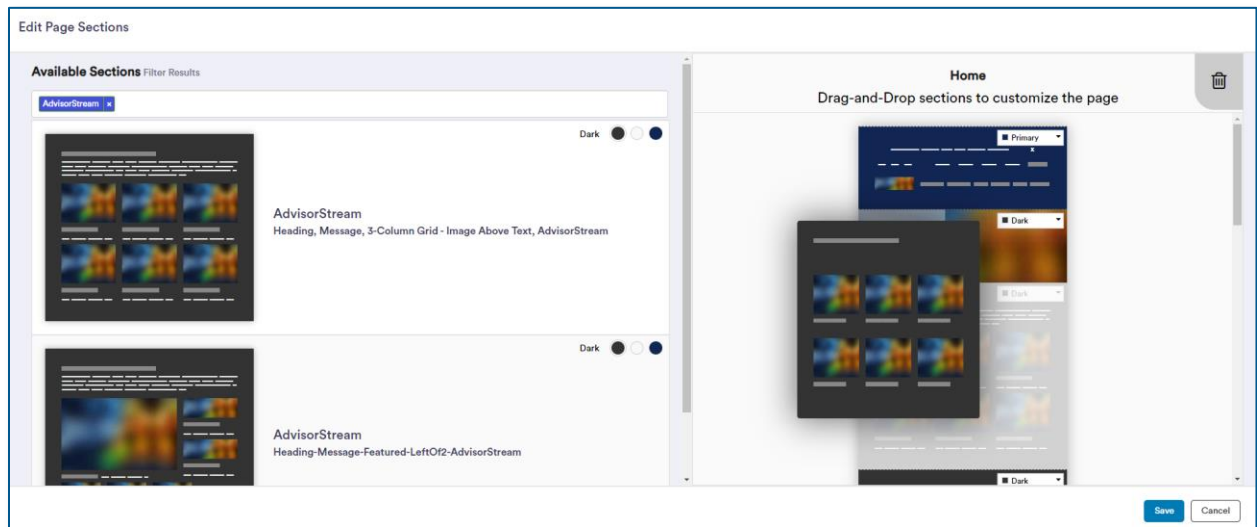 Edit Page Sections
Available Sections Filter Results
AdvisorStream x
Dark
AdvisorStream
Heading, Message, 3-Column Grid - Image Above Text, AdvisorStream
Dark
AdvisorStream
Heading-Message-Featured-LeftOf2-AdvisorStream
Home
Drag-and-Drop sections to customize the page
Primary
x
Dark
Dark
Dark
Save
Cancel